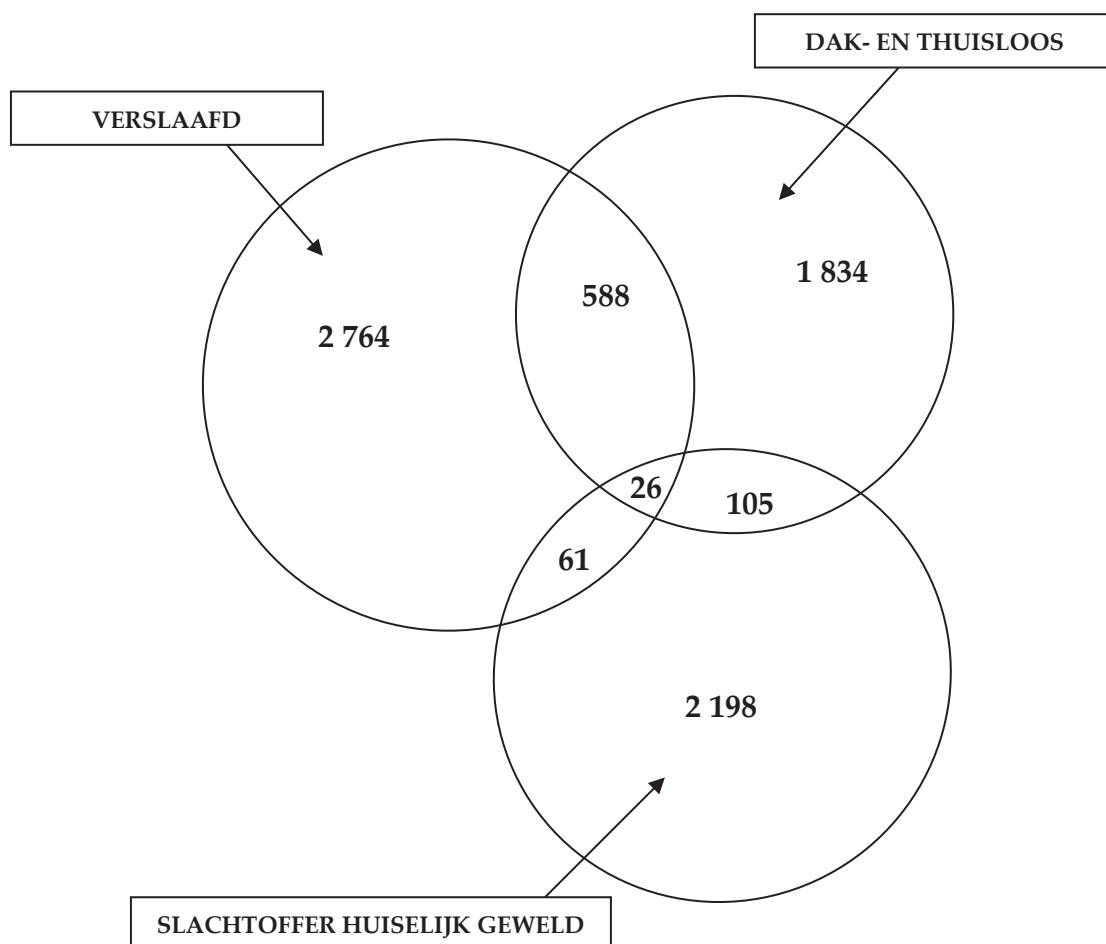 DAK- EN THUISLOOS
VERSLAAFD
1 834
588
2 764
26
105
61
2 198
SLACHTOFFER HUISELIJK GEWELD